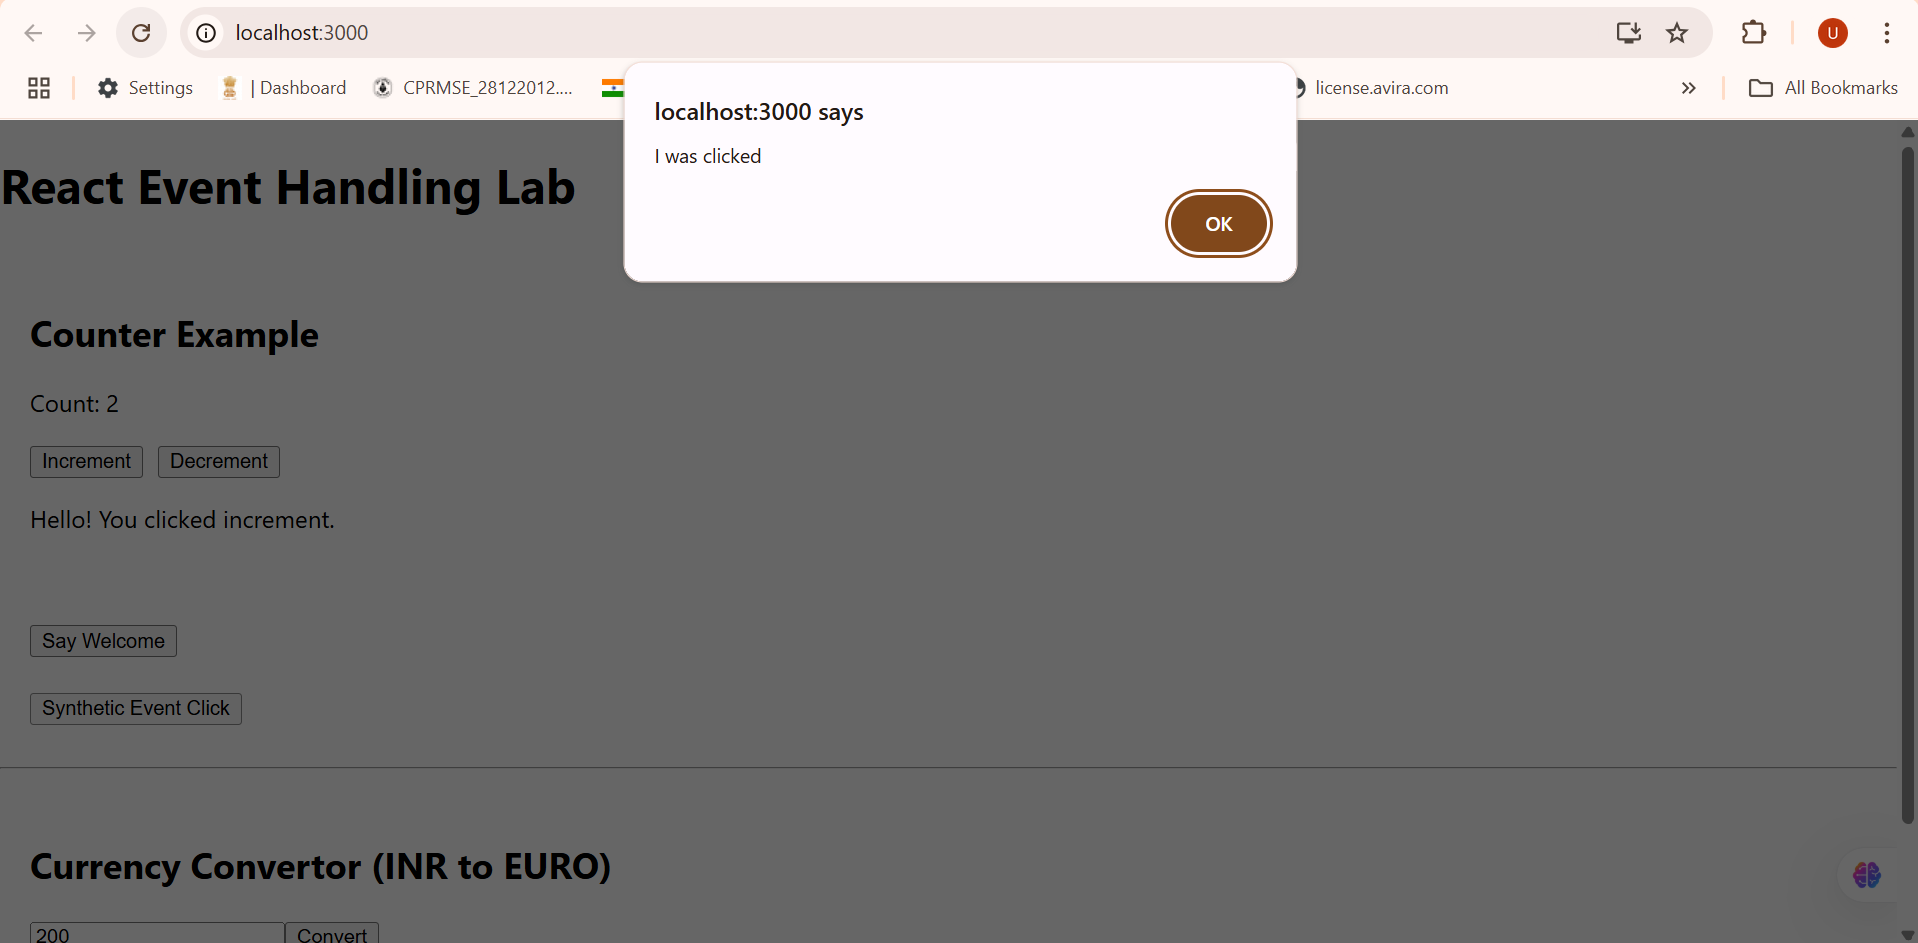 localhost:3000
U
Settings
| Dashboard
CPRMSE_28122012....
license.avira.com
»
All Bookmarks
localhost:3000 says
I was clicked
OK
React Event Handling Lab
Counter Example
Count: 2
Increment Decrement
Hello! You clicked increment.
Say Welcome
Synthetic Event Click
Currency Convertor (INR to EURO)
200 Convert